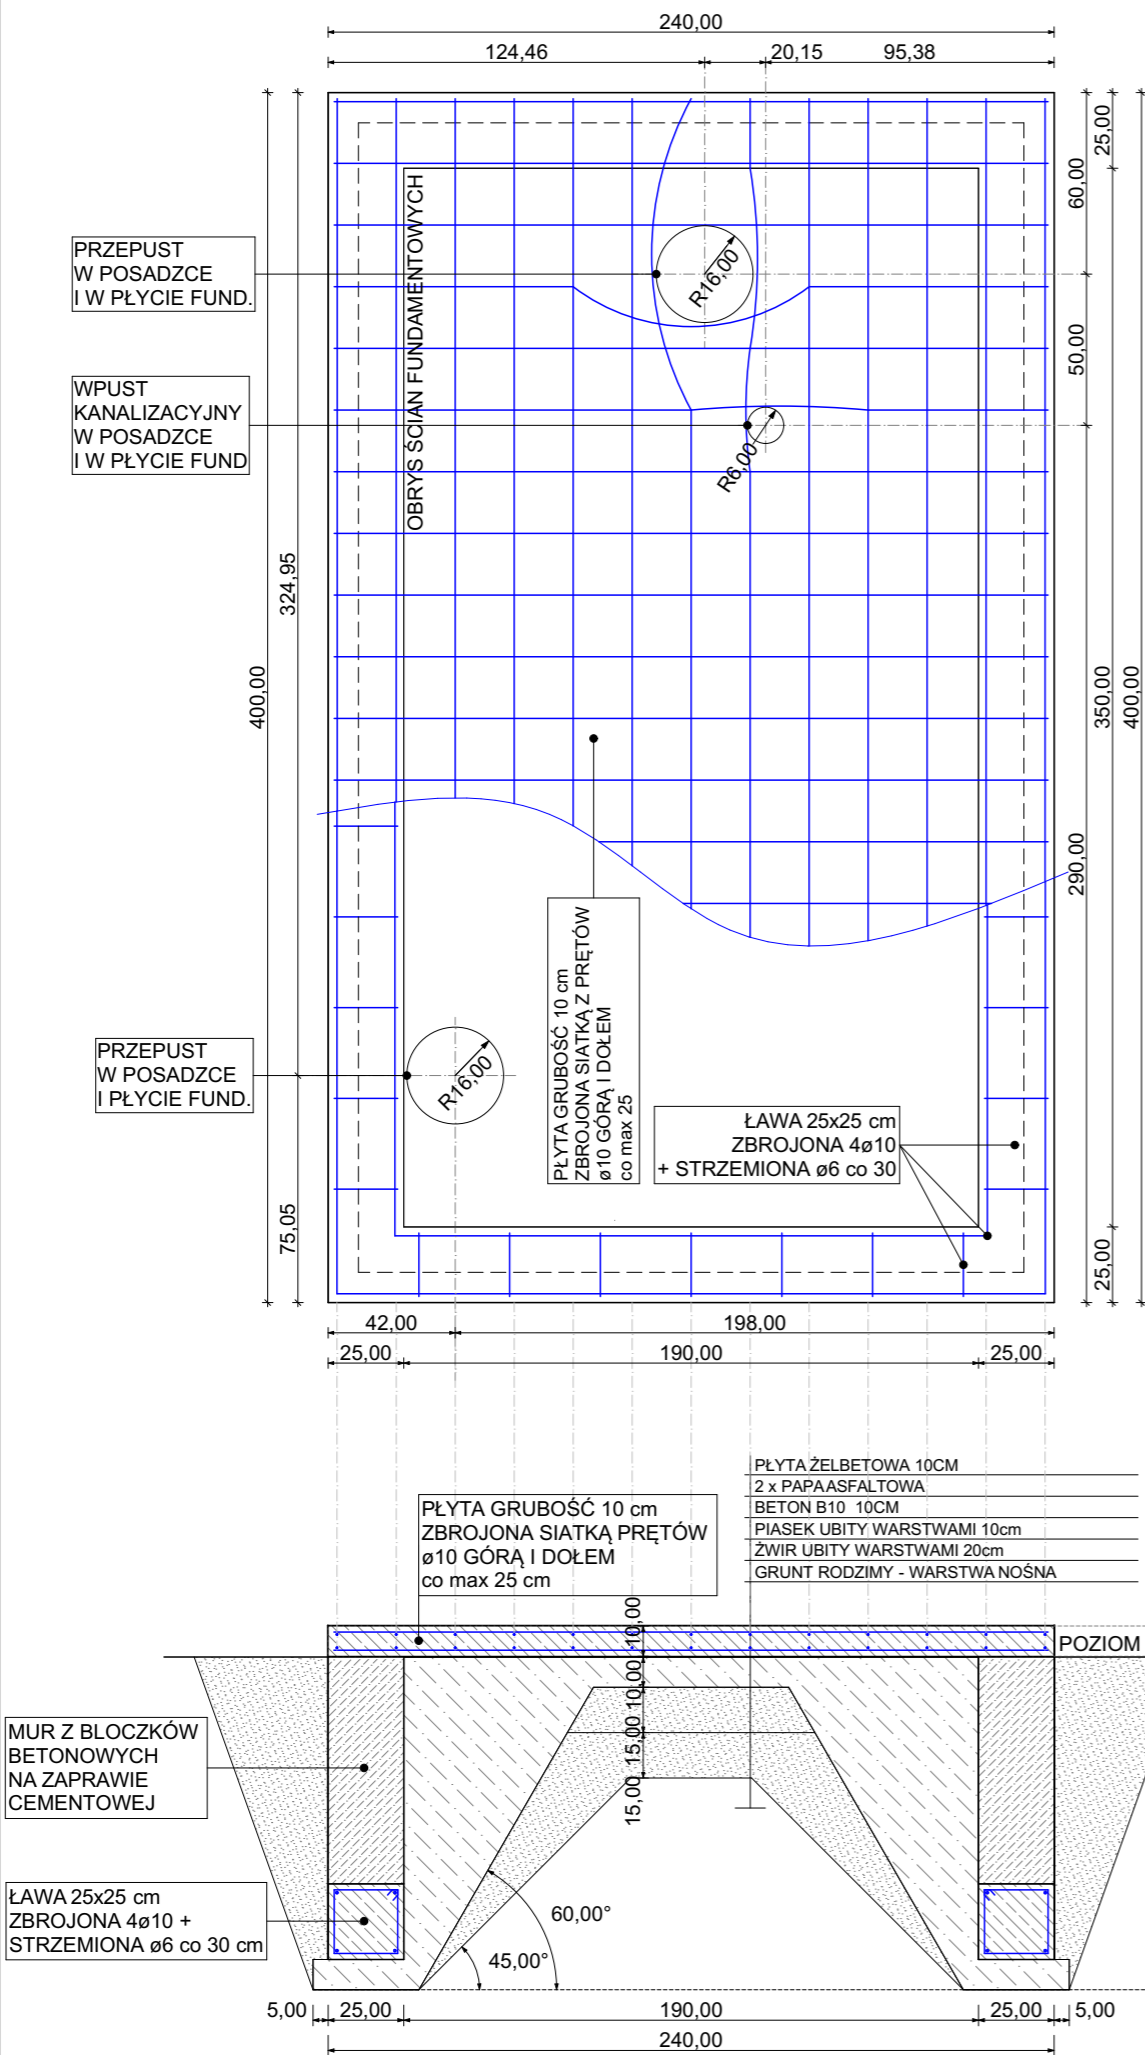 240,00
124,46
20,15
95,38
25,00
60,00
OBRYS ŚCIAN FUNDAMENTOWYCH
PRZEPUST
W POSADZCE
I W PŁYCIE FUND.
R16,00
50,00
WPUST
KANALIZACYJNY
W POSADZCE
I W PŁYCIE FUND
R6,00
324,95
400,00
350,00
400,00
290,00
PŁYTA GRUBOŚĆ 10 cm
ZBROJONA SIATKĄ Z PRĘTÓW
ø10 GÓRĄ I DOŁEM
co max 25
PRZEPUST
W POSADZCE
I PŁYCIE FUND.
R16,00
ŁAWA 25x25 cm
ZBROJONA 4ø10
+ STRZEMIONA ø6 co 30
75,05
25,00
42,00
198,00
25,00
190,00
25,00
PŁYTA ŻELBETOWA 10CM
2 x PAPA ASFALTOWA
BETON B10 10CM
PIASEK UBITY WARSTWAMI 10cm
ŻWIR UBITY WARSTWAMI 20cm
GRUNT RODZIMY - WARSTWA NOŚNA
PŁYTA GRUBOŚĆ 10 cm
ZBROJONA SIATKĄ PRĘTÓW
ø10 GÓRĄ I DOŁEM
co max 25 cm
10,00
POZIOM
10,00
15,00
15,00
MUR Z BLOCZKÓW
BETONOWYCH
NA ZAPRAWIE
CEMENTOWEJ
ŁAWA 25x25 cm
ZBROJONA 4ø10 +
STRZEMIONA ø6 co 30 cm
60,00°
45,00°
5,00
25,00
190,00
25,00
5,00
240,00